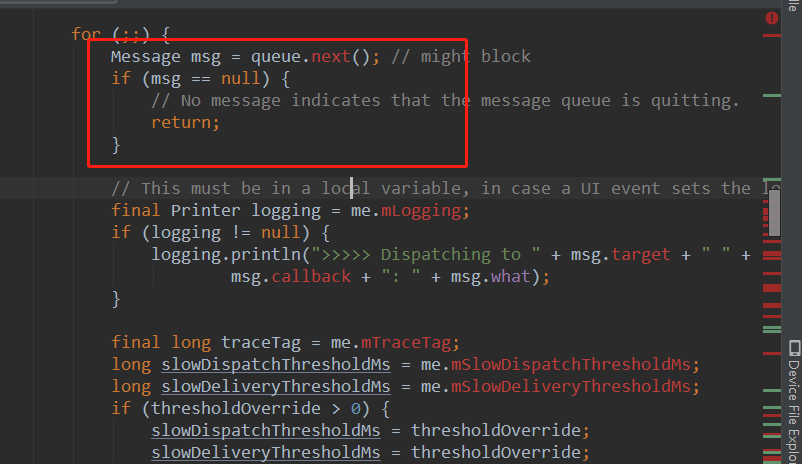 for (;;) {
Message msg = queue.next(); // might block
if (msg == null) {
// No message indicates that the message queue is quitting.
return;
}
// This must be in a local variable, in case a UI event sets the
final Printer logging = me.mLogging;
if (logging != null) {
logging.println(">>>>> Dispatching to " + msg.target + " " +
msg.callback + ": " + msg.what);
}
final long traceTag = me.mTraceTag;
long slowDispatchThresholdMs = me.mSlowDispatchThresholdMs;
long slowDeliveryThresholdMs = me.mSlowDeliveryThresholdMs;
if (thresholdOverride > 0) {
slowDispatchThresholdMs = thresholdOverride;
slowDeliveryThresholdMs = thresholdOverride;
Device File Explo